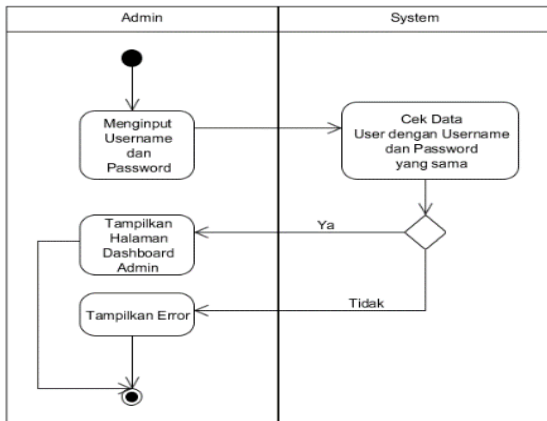 Admin
System
Menginput
Username
dan
Password
Cek Data
User dengan Username
dan Password
yang sama
Tampilkan
Halaman
Dashboard
Admin
Ya
Tampilkan Error
Tidak